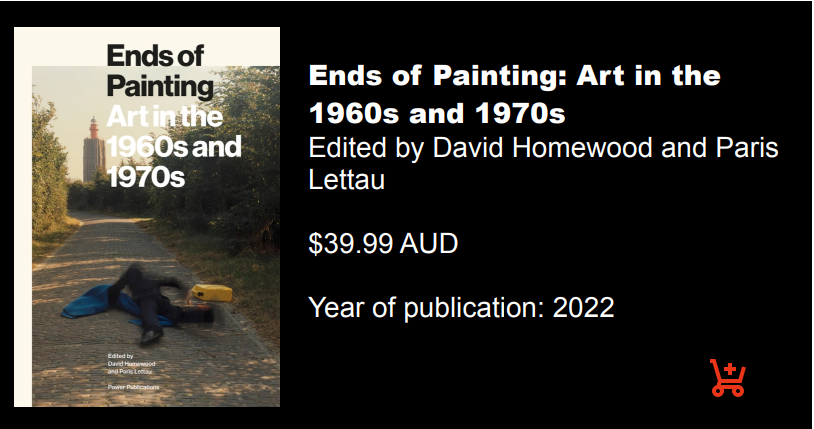 Ends of
Painting
Art in the
1960s and
1970s
Edited by
David Homewood
and Paris Lettau
Power Publications
Ends of Painting: Art in the
1960s and 1970s
Edited by David Homewood and Paris
Lettau
$39.99 AUD
Year of publication: 2022